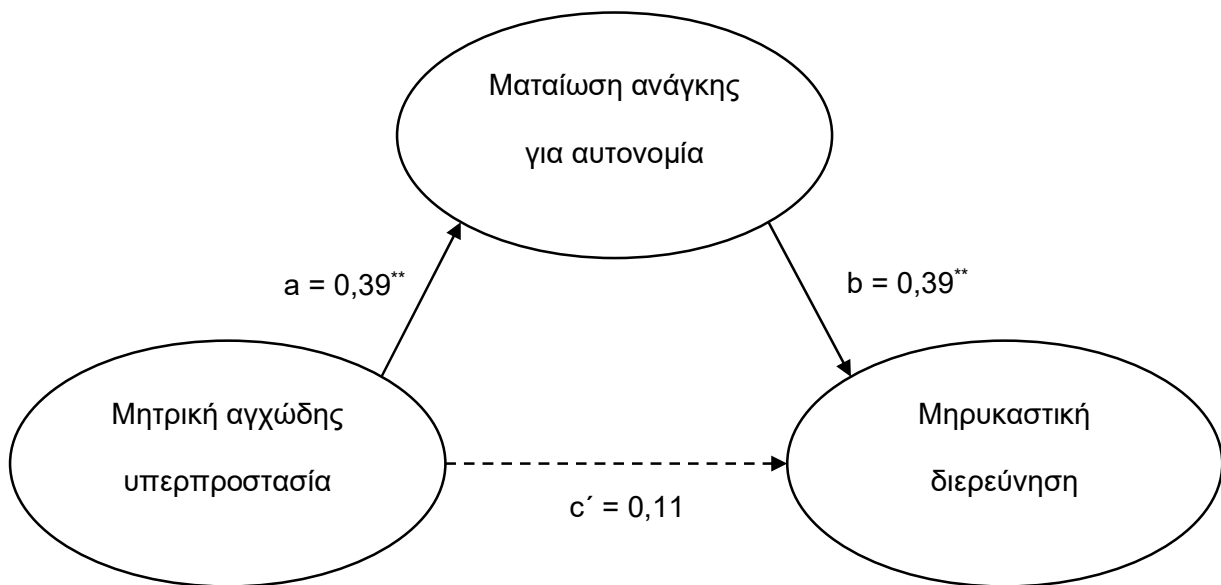 Ματαίωση ανάγκης
για αυτονομία
a = 0,39**
b = 0,39**
Μητρική αγχώδης
υπερπροστασία
Μηρυκαστική
διερεύνηση
c΄ = 0,11